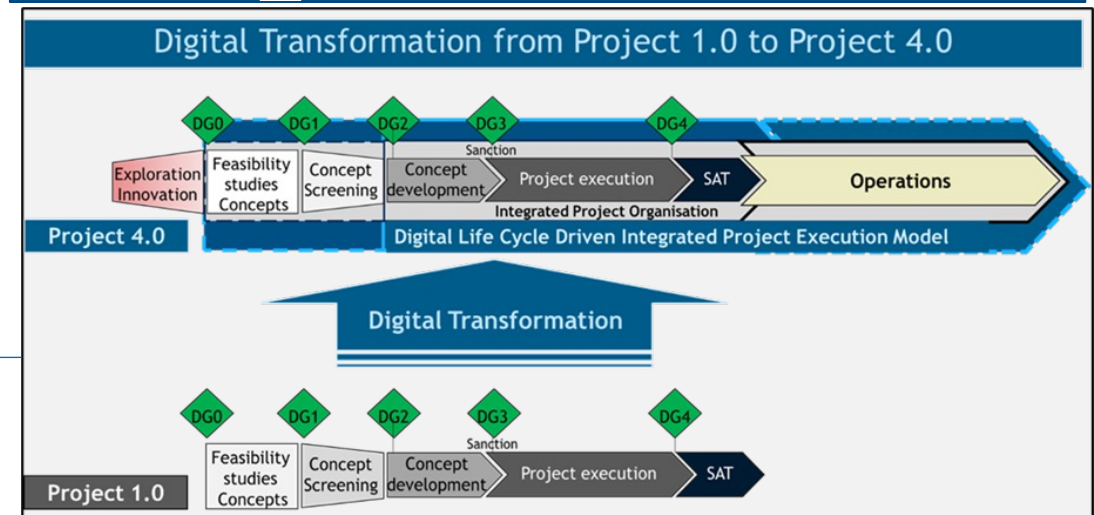 Digital Transformation from Project 1.0 to Project 4.0
DG0
DG1
DG2
DG3
DG4
Sanction
Exploration
Innovation
Feasibility
studies
Concepts
Concept
Screening
Concept
development
Project execution
SAT
Operations
Integrated Project Organisation
Project 4.0
Digital Life Cycle Driven Integrated Project Execution Model
Digital Transformation
DG0
DG1
DG2
DG3
DG4
Sanction
Feasibility
studies
Concepts
Concept
Screening
Concept
development
Project execution
SAT
Project 1.0